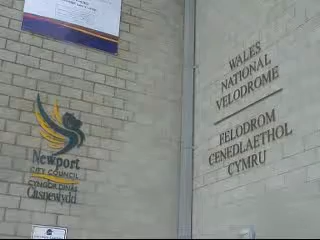 Newport
CITY COUNCIL
CYNGOR DINAS
Casnewydd
WALES
NATIONAL
VELODROME
FELODROM
CENEDLAETHOL
CYMRU